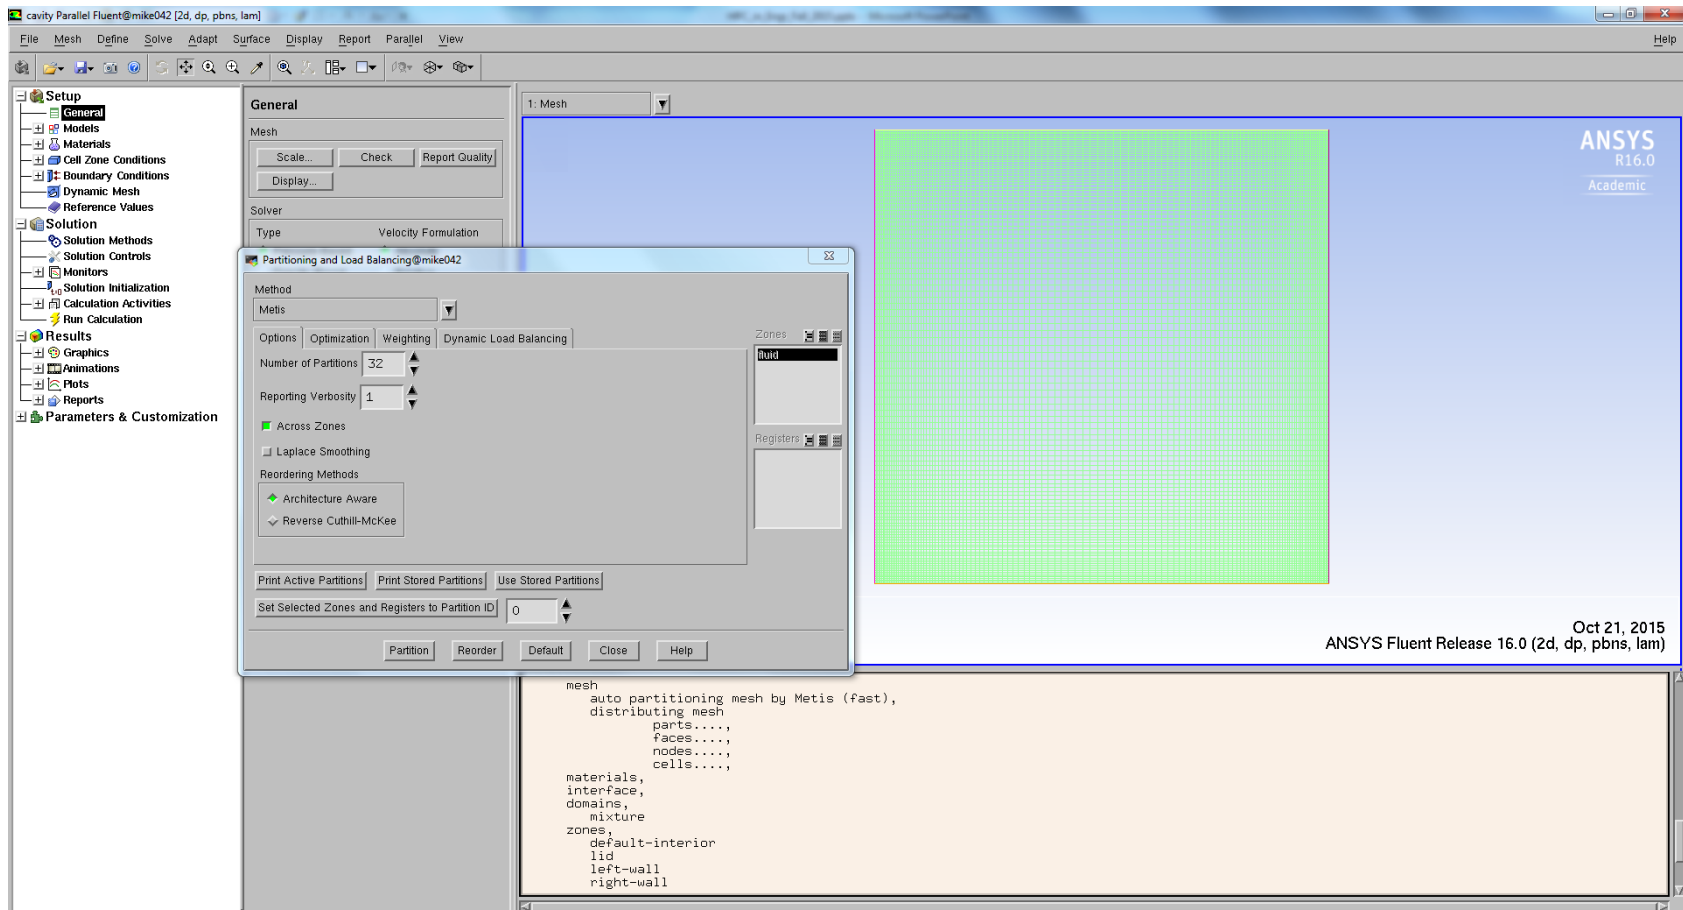 cavity Parallel Fluent@mike042 [2d, dp, pbns, lam]
File Mesh Define Solve Adapt Surface Display Report Parallel View Help
Setup
General
Models
Materials
Cell Zone Conditions
Boundary Conditions
Dynamic Mesh
Reference Values
Solution
Solution Methods
Solution Controls
Monitors
Solution Initialization
Calculation Activities
Run Calculation
Results
Graphics
Animations
Plots
Reports
Parameters & Customization
General
Mesh
Scale... Check Report Quality
Display...
Solver
Type Velocity Formulation
1: Mesh
ANSYS
R16.0
Academic
Oct 21, 2015
ANSYS Fluent Release 16.0 (2d, dp, pbns, lam)
Partitioning and Load Balancing@mike042
Method
Metis
Options Optimization Weighting Dynamic Load Balancing
Number of Partitions 32
Reporting Verbosity 1
Across Zones
Laplace Smoothing
Reordering Methods
Architecture Aware
Reverse Cuthill-McKee
Zones
fluid
Registers
Print Active Partitions Print Stored Partitions Use Stored Partitions
Set Selected Zones and Registers to Partition ID 0
Partition Reorder Default Close Help
mesh
auto partitioning mesh by Metis (fast),
distributing mesh
parts....,
faces....,
nodes....,
cells....,
materials,
interface,
domains,
mixture
zones,
default-interior
lid
left-wall
right-wall